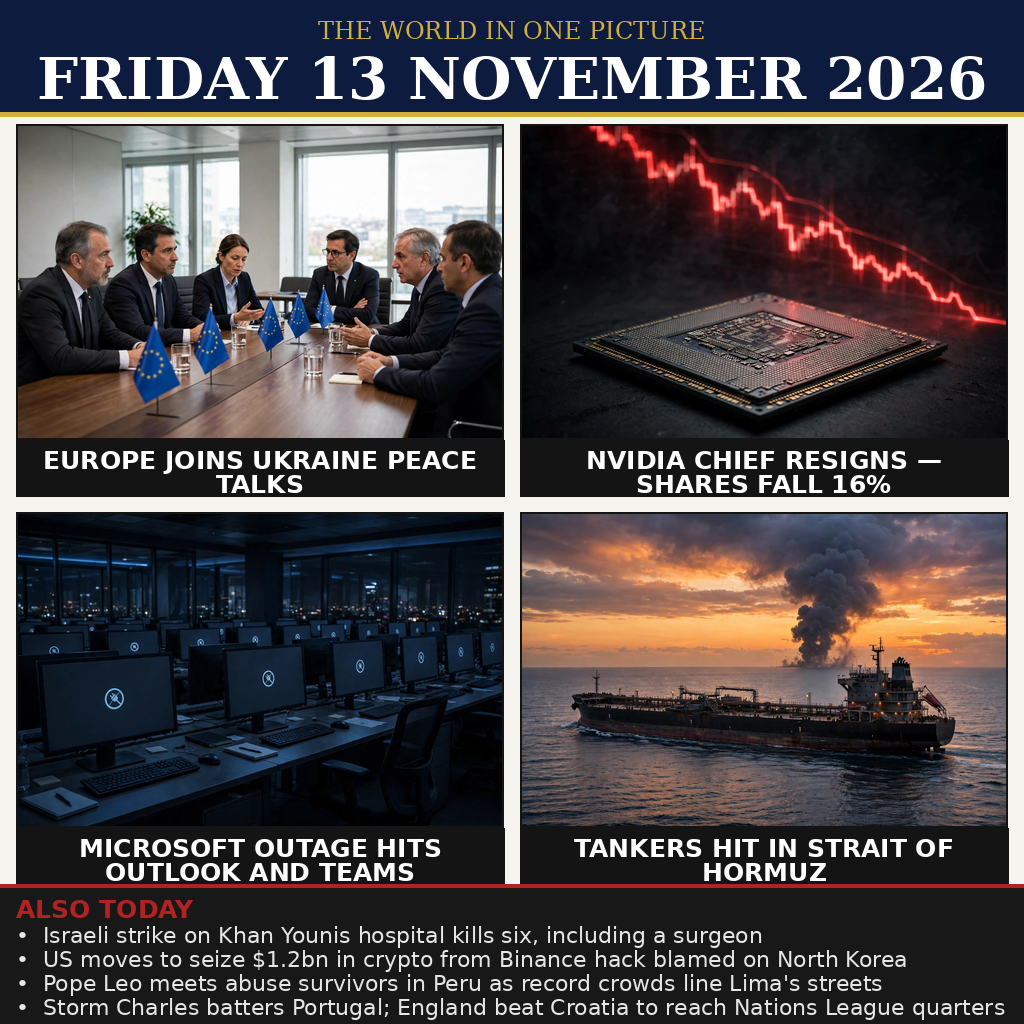 THE WORLD IN ONE PICTURE
FRIDAY 13 NOVEMBER 2026
EUROPE JOINS UKRAINE PEACE
TALKS
NVIDIA CHIEF RESIGNS —
SHARES FALL 16%
MICROSOFT OUTAGE HITS
OUTLOOK AND TEAMS
TANKERS HIT IN STRAIT OF
HORMUZ
ALSO TODAY
• Israeli strike on Khan Younis hospital kills six, including a surgeon
• US moves to seize $1.2bn in crypto from Binance hack blamed on North Korea
• Pope Leo meets abuse survivors in Peru as record crowds line Lima's streets
• Storm Charles batters Portugal; England beat Croatia to reach Nations League quarters